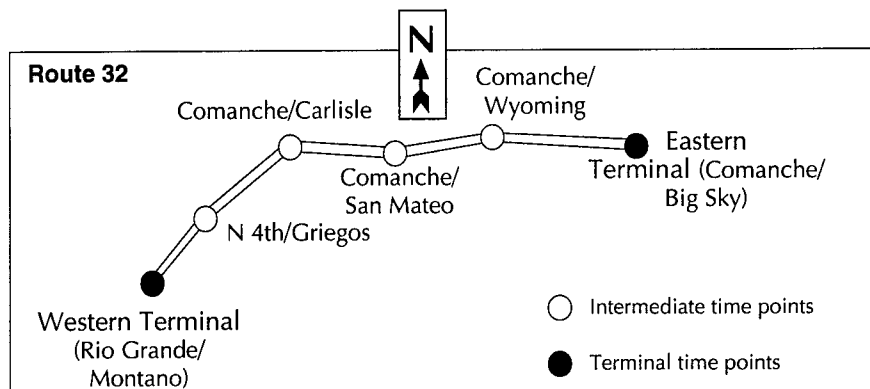 N
Route 32
Comanche/
Wyoming
Comanche/Carlisle
Eastern
Terminal (Comanche/
Big Sky)
Comanche/
San Mateo
N 4th/Griegos
Western Terminal
(Rio Grande/
Montano)
Intermediate time points
Terminal time points